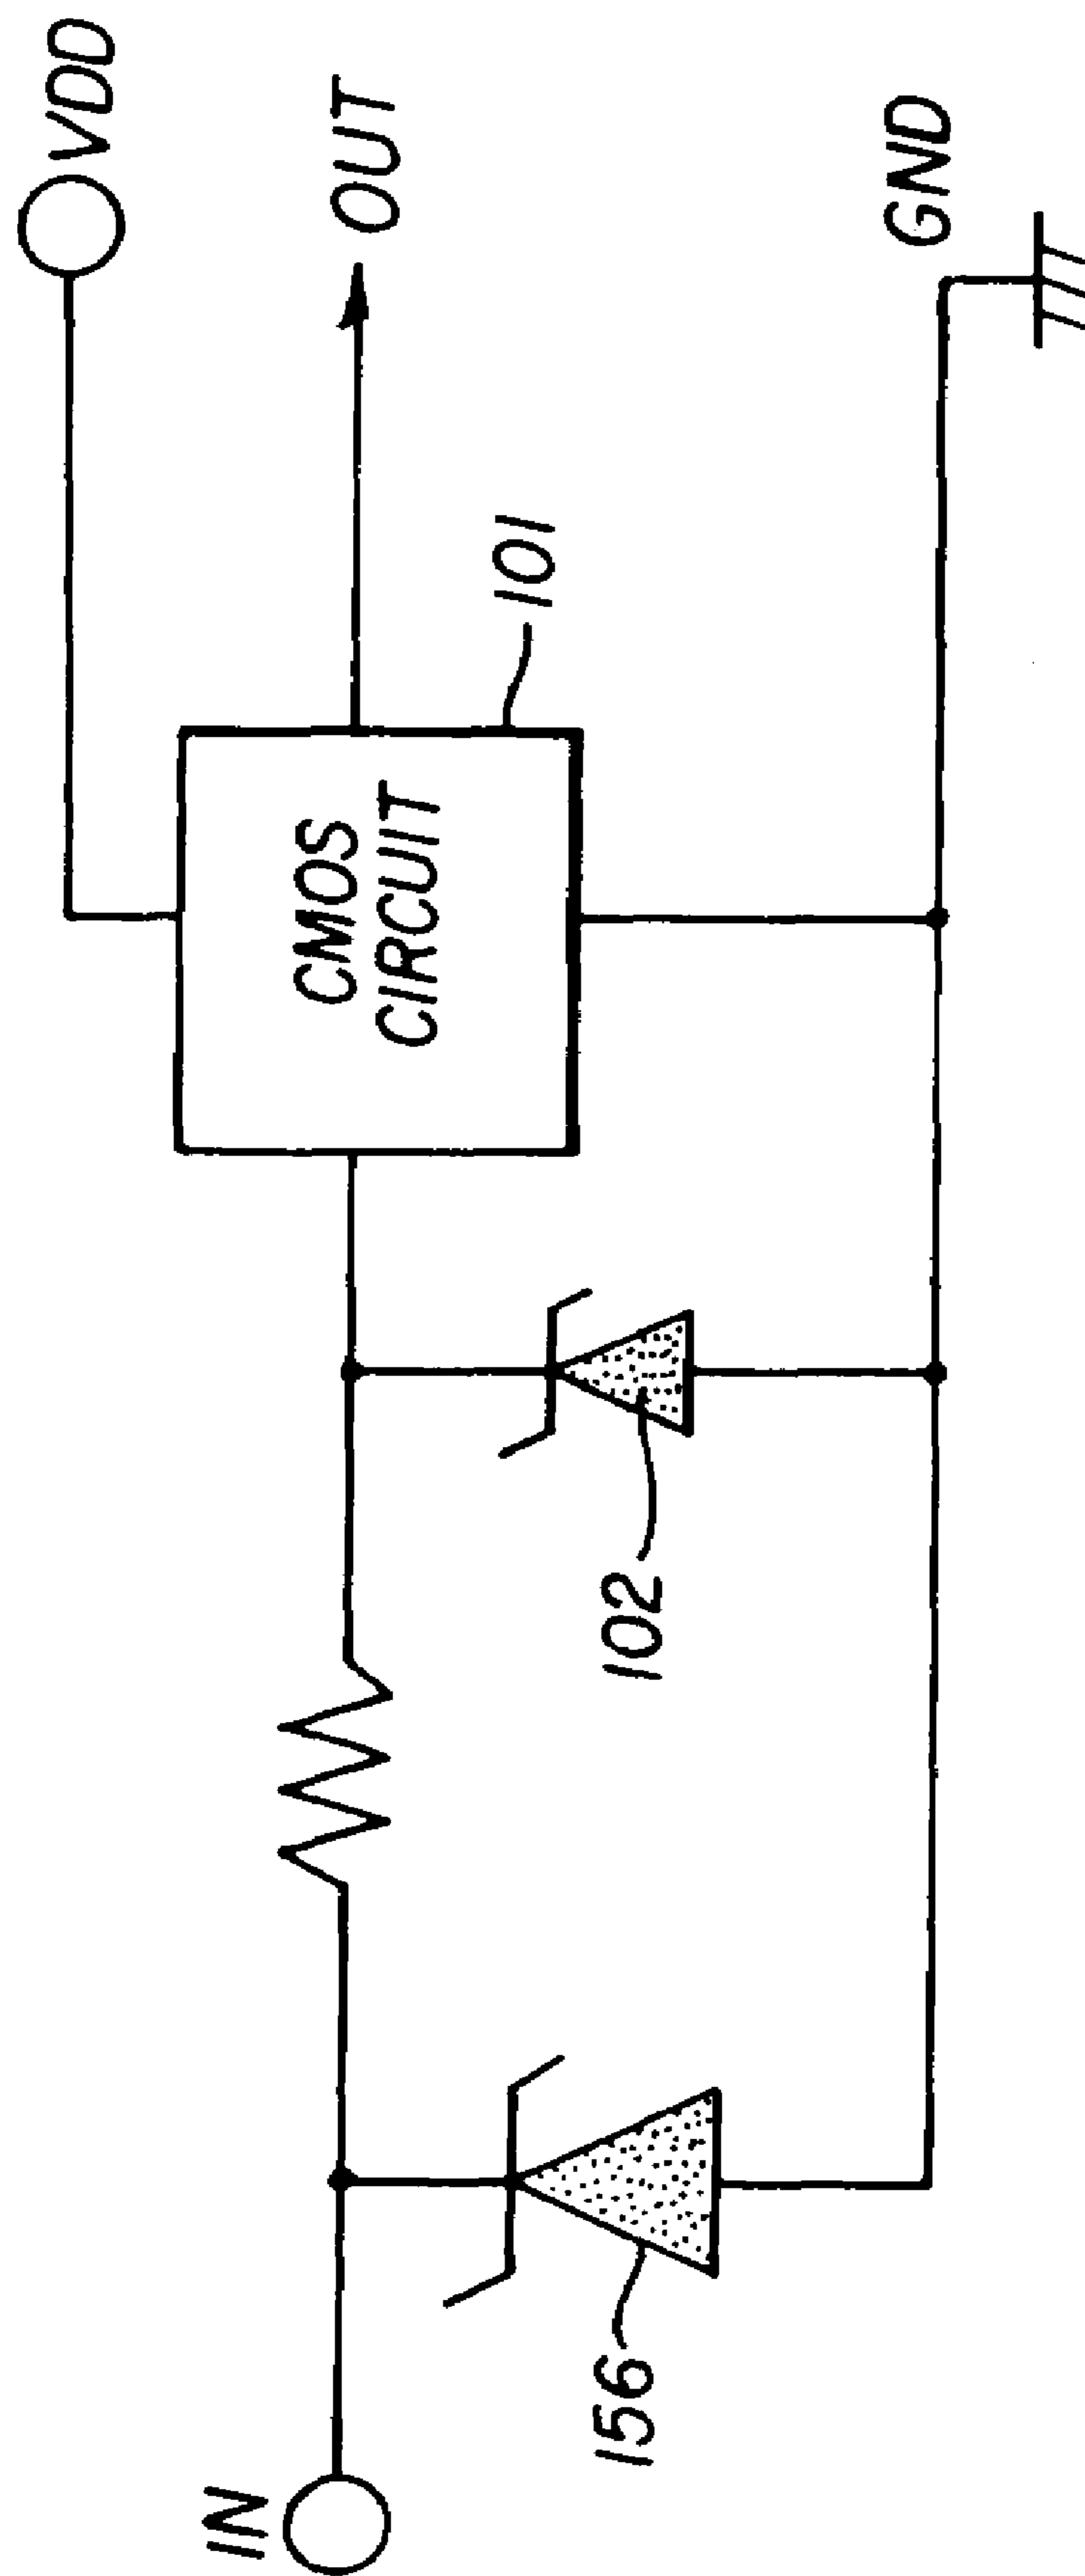 VDD
OUT
CMOS
CIRCUIT
101
GND
102
IN
156